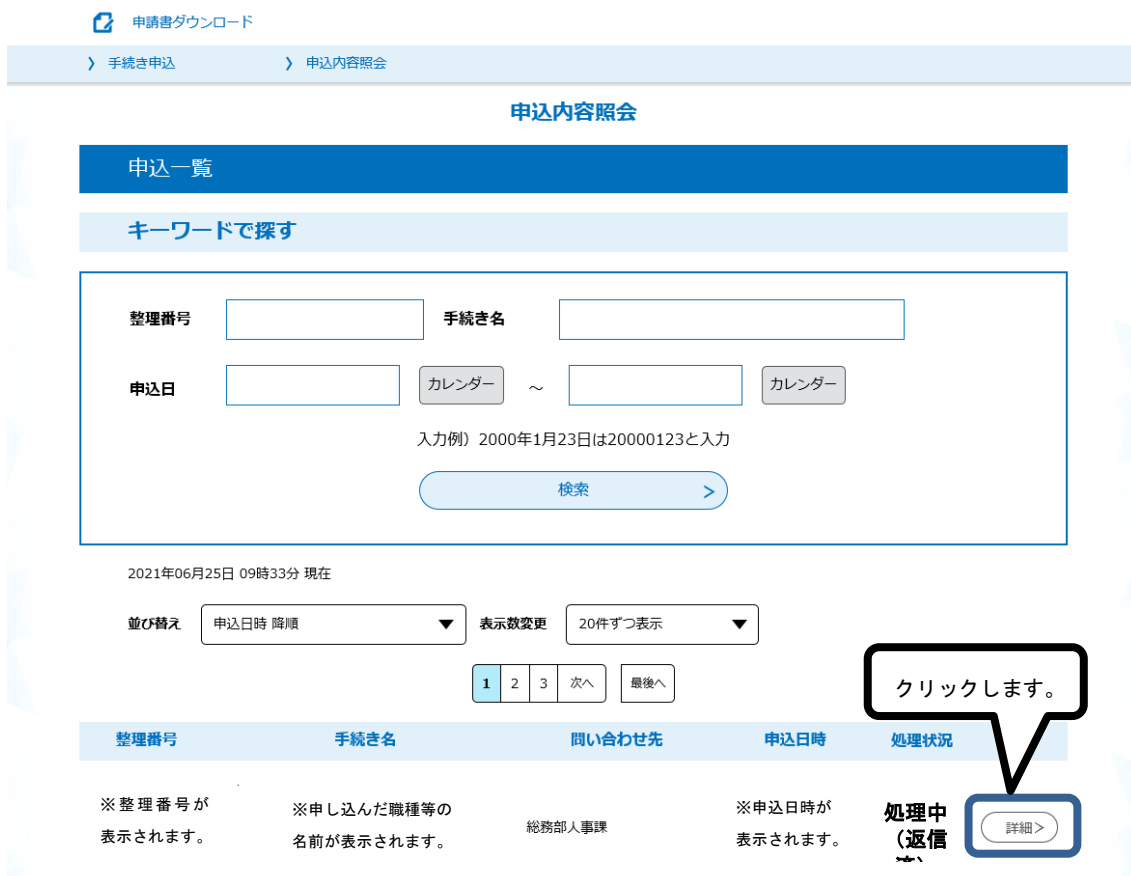 申請書ダウンロード
手続き申込 申込内容照会
申込内容照会
申込一覧
キーワードで探す
整理番号 手続き名
申込日 カレンダー ～ カレンダー
入力例）2000年1月23日は20000123と入力
検索 >
2021年06月25日 09時33分 現在
並び替え 申込日時 降順 ▼ 表示数変更 20件ずつ表示 ▼
1 2 3 次へ 最後へ
クリックします。
整理番号 手続き名 問い合わせ先 申込日時 処理状況
※整理番号が
表示されます。
※申し込んだ職種等の
名前が表示されます。
総務部人事課
※申込日時が
表示されます。
処理中
（返信
詳細>